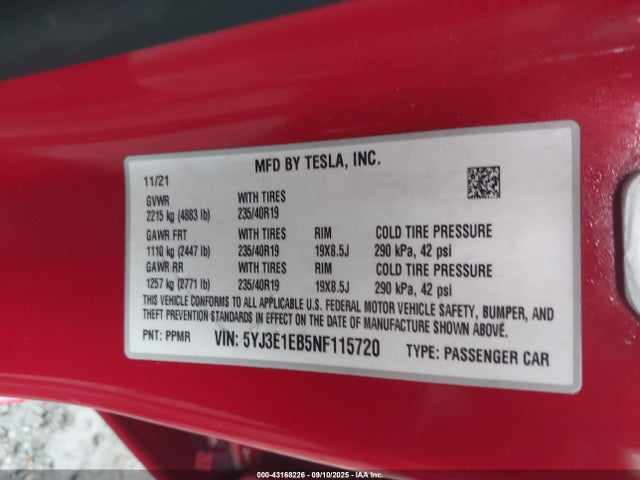 MFD BY TESLA, INC.
11/21
GVWR WITH TIRES
2215 kg (4883 lb) 235/40R19
GAWR FRT WITH TIRES RIM COLD TIRE PRESSURE
1110 kg (2447 lb) 235/40R19 19X8.5J 290 kPa, 42 psi
GAWR RR WITH TIRES RIM COLD TIRE PRESSURE
1257 kg (2771 lb) 235/40R19 19X8.5J 290 kPa, 42 psi
THIS VEHICLE CONFORMS TO ALL APPLICABLE U.S. FEDERAL MOTOR VEHICLE SAFETY, BUMPER, AND
THEFT PREVENTION STANDARDS IN EFFECT ON THE DATE OF MANUFACTURE SHOWN ABOVE.
PNT: PPMR VIN: 5YJ3E1EB5NF115720 TYPE: PASSENGER CAR
000-43168226 - 09/10/2025 - IAA Inc.